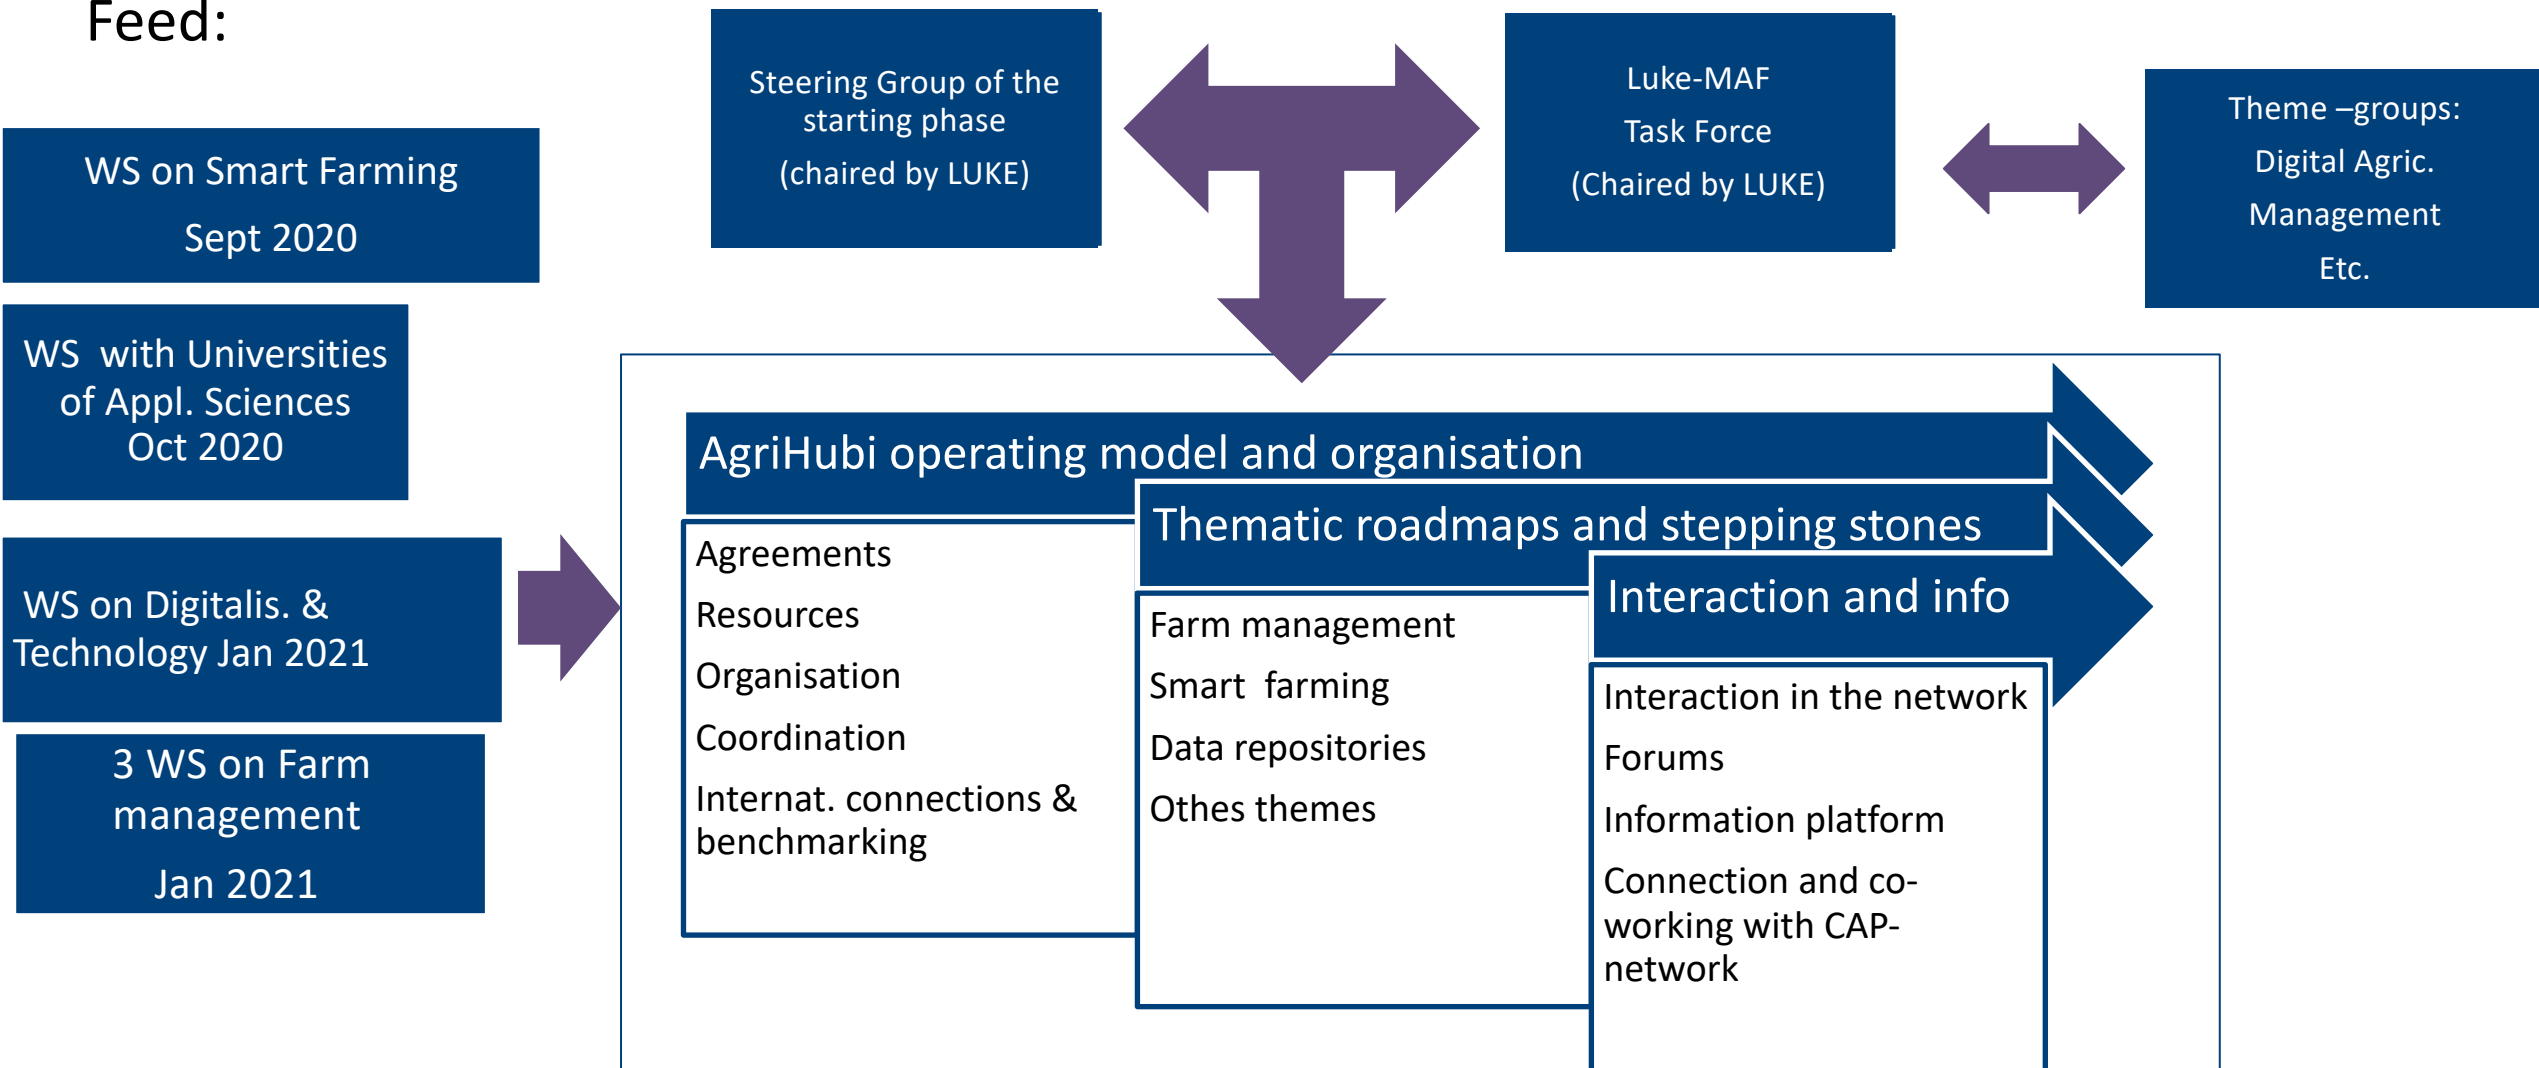 Feed:
WS on Smart Farming
Sept 2020
WS with Universities
of Appl. Sciences
Oct 2020
WS on Digitalis. &
Technology Jan 2021
3 WS on Farm
management
Jan 2021
Steering Group of the
starting phase
(chaired by LUKE)
Luke-MAF
Task Force
(Chaired by LUKE)
Theme –groups:
Digital Agric.
Management
Etc.
AgriHubi operating model and organisation
Agreements
Resources
Organisation
Coordination
Internat. connections &
benchmarking
Thematic roadmaps and stepping stones
Farm management
Smart farming
Data repositories
Othes themes
Interaction and info
Interaction in the network
Forums
Information platform
Connection and co-
working with CAP-
network